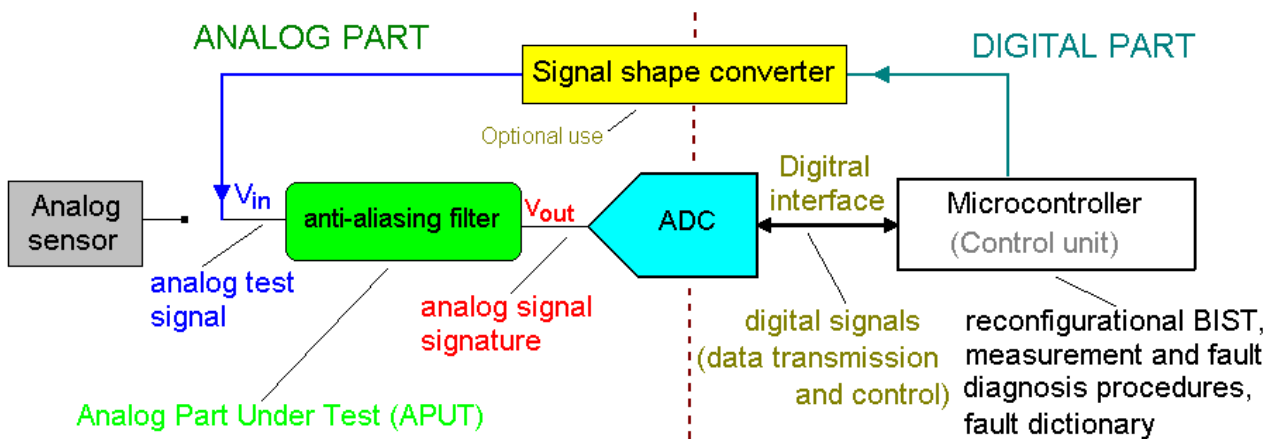 ANALOG PART
DIGITAL PART
Signal shape converter
Optional use
Analog
sensor
Vin
anti-aliasing filter
Vout
ADC
Digitral
interface
Microcontroller
(Control unit)
analog test
signal
analog signal
signature
digital signals
(data transmission
and control)
reconfigurational BIST,
measurement and fault
diagnosis procedures,
fault dictionary
Analog Part Under Test (APUT)